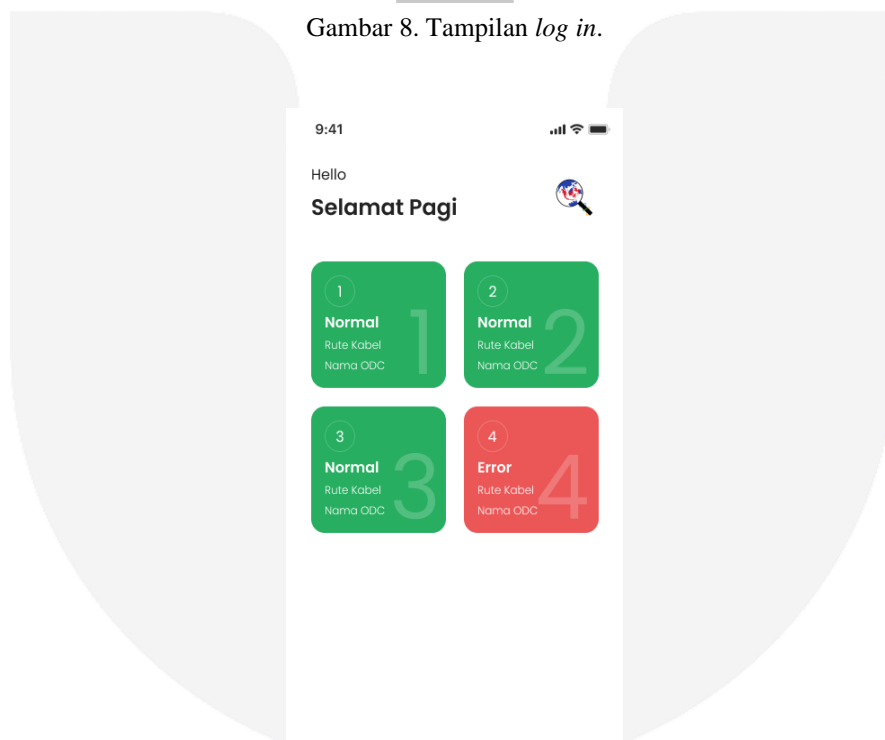 Gambar 8. Tampilan log in.
9:41
Hello
Selamat Pagi
1
Normal
Rute Kabel
Nama ODC
1
2
Normal
Rute Kabel
Nama ODC
2
3
Normal
Rute Kabel
Nama ODC
3
4
Error
Rute Kabel
Nama ODC
4